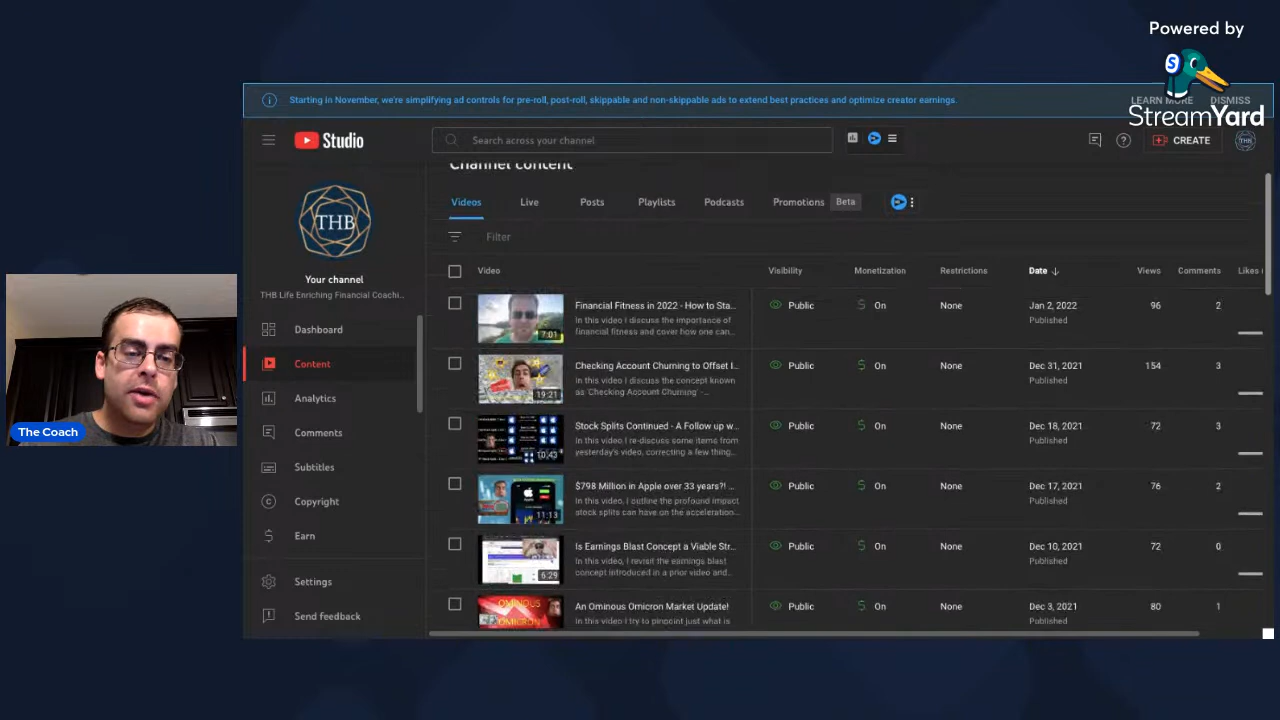 Powered by
StreamYard
Starting in November, we're simplifying ad controls for pre-roll, post-roll, skippable and non-skippable ads to extend best practices and optimize creator earnings.
LEARN MORE
DISMISS
Studio
Search across your channel
CREATE
Channel content
THB
Your channel
THB Life Enriching Financial Coachi...
Dashboard
Content
Analytics
Comments
Subtitles
Copyright
Earn
Settings
Send feedback
Videos
Live
Posts
Playlists
Podcasts
Promotions
Beta
Filter
Video
Visibility
Monetization
Restrictions
Date
Views
Comments
Likes (
7:01
Financial Fitness in 2022 - How to Sta...
In this video I discuss the importance of
financial fitness and cover how one can...
Public
On
None
Jan 2, 2022
Published
96
2
19:21
Checking Account Churning to Offset I...
In this video I discuss the concept known
as 'Checking Account Churning' -...
Public
On
None
Dec 31, 2021
Published
154
3
10:43
Stock Splits Continued - A Follow up w...
In this video I re-discuss some items from
yesterday's video, correcting a few thing...
Public
On
None
Dec 18, 2021
Published
72
3
11:13
$798 Million in Apple over 33 years?! ...
In this video, I outline the profound impact
stock splits can have on the acceleration...
Public
On
None
Dec 17, 2021
Published
76
2
6:29
Is Earnings Blast Concept a Viable Str...
In this video, I revisit the earnings blast
concept introduced in a prior video and...
Public
On
None
Dec 10, 2021
Published
72
1
OMINOUS
OMICRON
An Ominous Omicron Market Update!
In this video I try to pinpoint just what is
Public
On
None
Dec 3, 2021
Published
80
1
The Coach